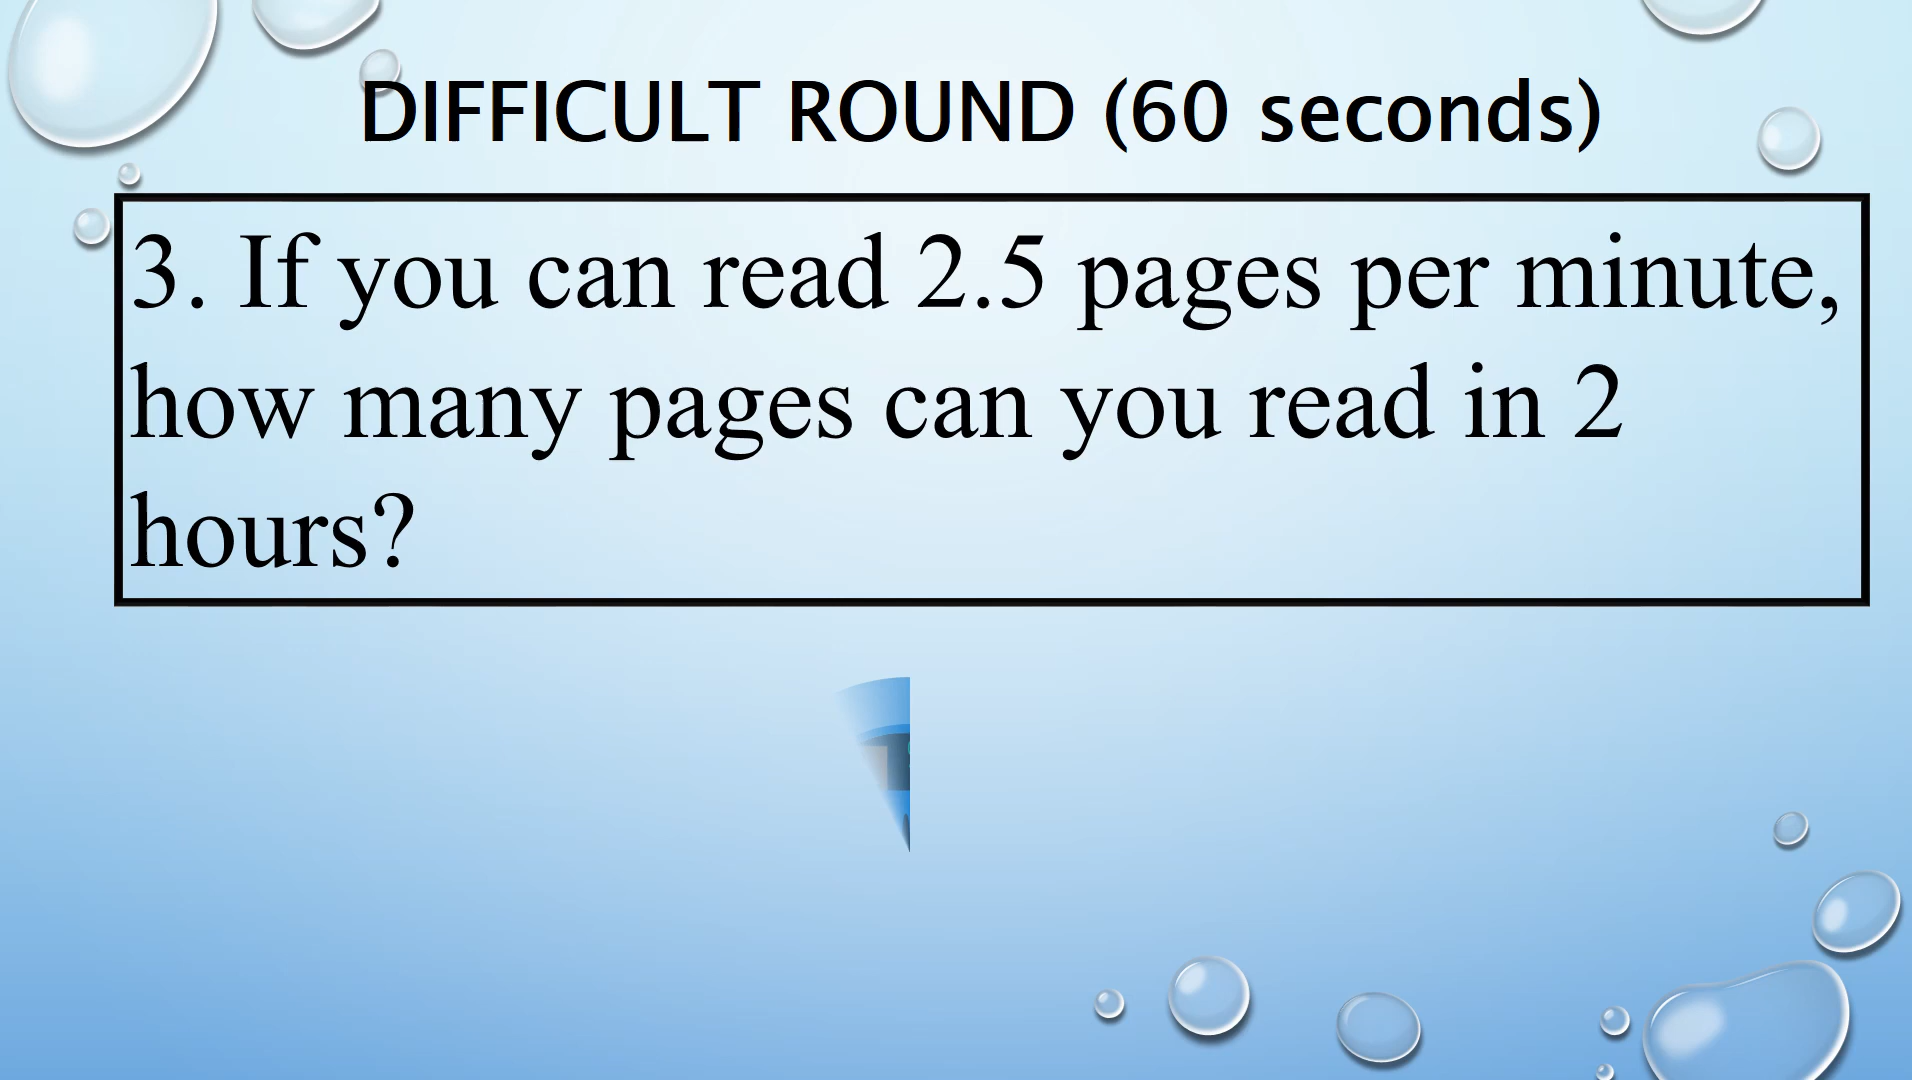 DIFFICULT ROUND (60 seconds)
3. If you can read 2.5 pages per minute,
how many pages can you read in 2
hours?